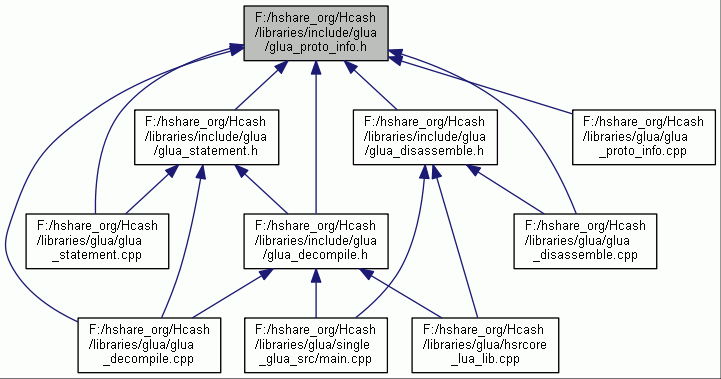 F:/hshare_org/Hcash
/libraries/include/glua
/glua_proto_info.h
F:/hshare_org/Hcash
/libraries/include/glua
/glua_statement.h
F:/hshare_org/Hcash
/libraries/include/glua
/glua_disassemble.h
F:/hshare_org/Hcash
/libraries/glua/glua
_proto_info.cpp
F:/hshare_org/Hcash
/libraries/glua/glua
_statement.cpp
F:/hshare_org/Hcash
/libraries/include/glua
/glua_decompile.h
F:/hshare_org/Hcash
/libraries/glua/glua
_disassemble.cpp
F:/hshare_org/Hcash
/libraries/glua/glua
_decompile.cpp
F:/hshare_org/Hcash
/libraries/glua/single
_glua_src/main.cpp
F:/hshare_org/Hcash
/libraries/glua/hsrcore
_lua_lib.cpp